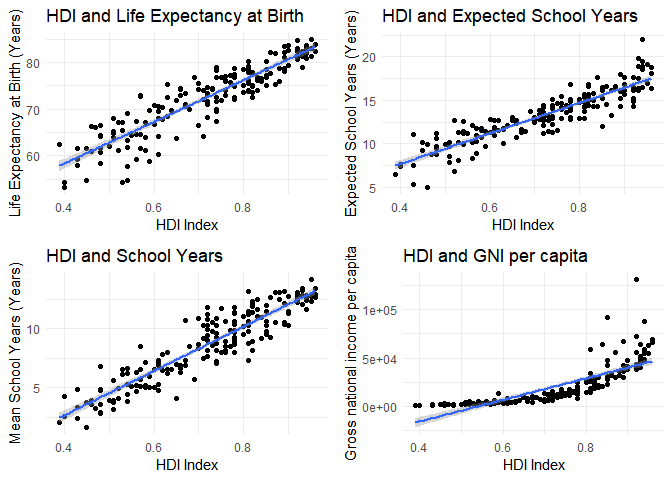 HDI and Life Expectancy at Birth
Life Expectancy at Birth (Years)
80
70
60
0.4
0.6
0.8
HDI Index
HDI and Expected School Years
Expected School Years (Years)
20
15
10
5
0.4
0.6
0.8
HDI Index
HDI and School Years
Mean School Years (Years)
10
5
0.4
0.6
0.8
HDI Index
HDI and GNI per capita
Gross national income per capita
1e+05
5e+04
0e+00
0.4
0.6
0.8
HDI Index